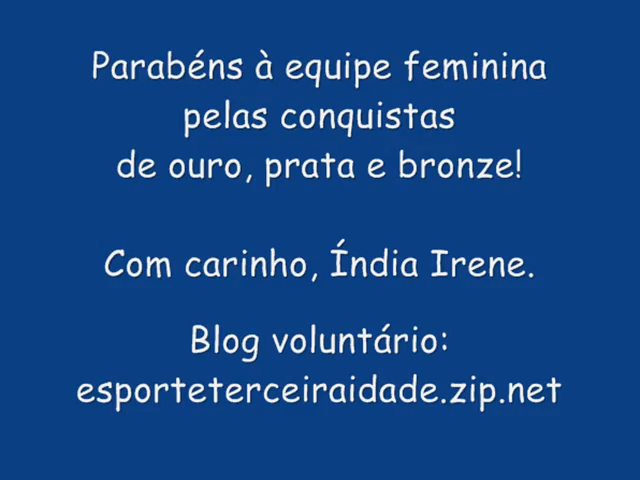 Parabéns à equipe feminina
pelas conquistas
de ouro, prata e bronze!
Com carinho, Índia Irene.
Blog voluntário:
esporteterceiraidade.zip.net